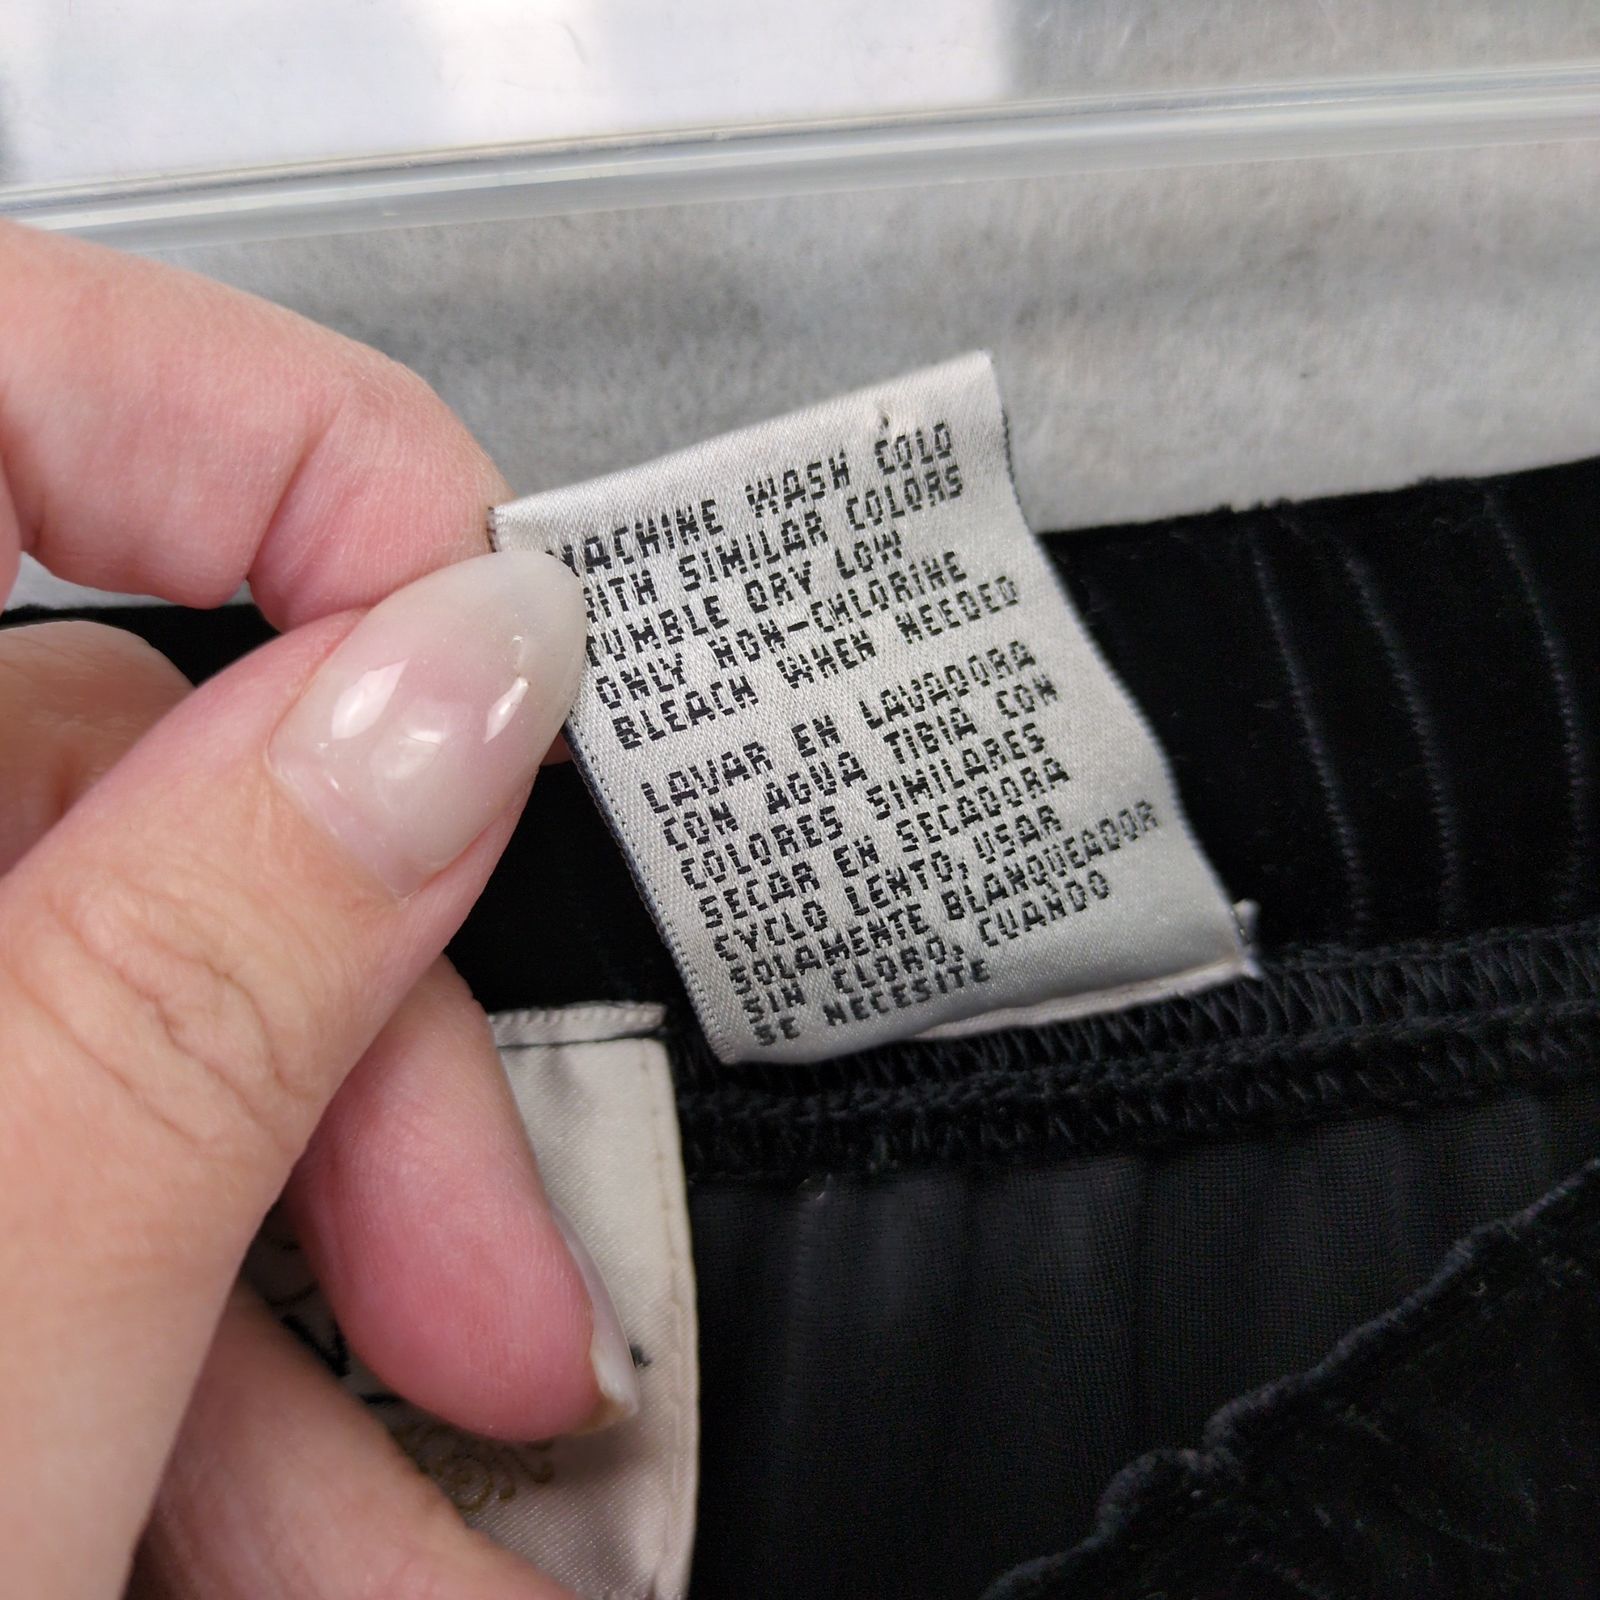 MACHINE WASH COLD
WITH SIMILAR COLORS
TUMBLE DRY LOW
ONLY NON-CHLORINE
BLEACH WHEN NEEDED
LAVAR EN LAVADORA
CON AGUA TIBIA CON
COLORES SIMILARES
SECAR EN SECADORA
CYCLO LENTO, USAR
SOLAMENTE BLANQUEADOR
SIN CLORO, CUANDO
SE NECESITE